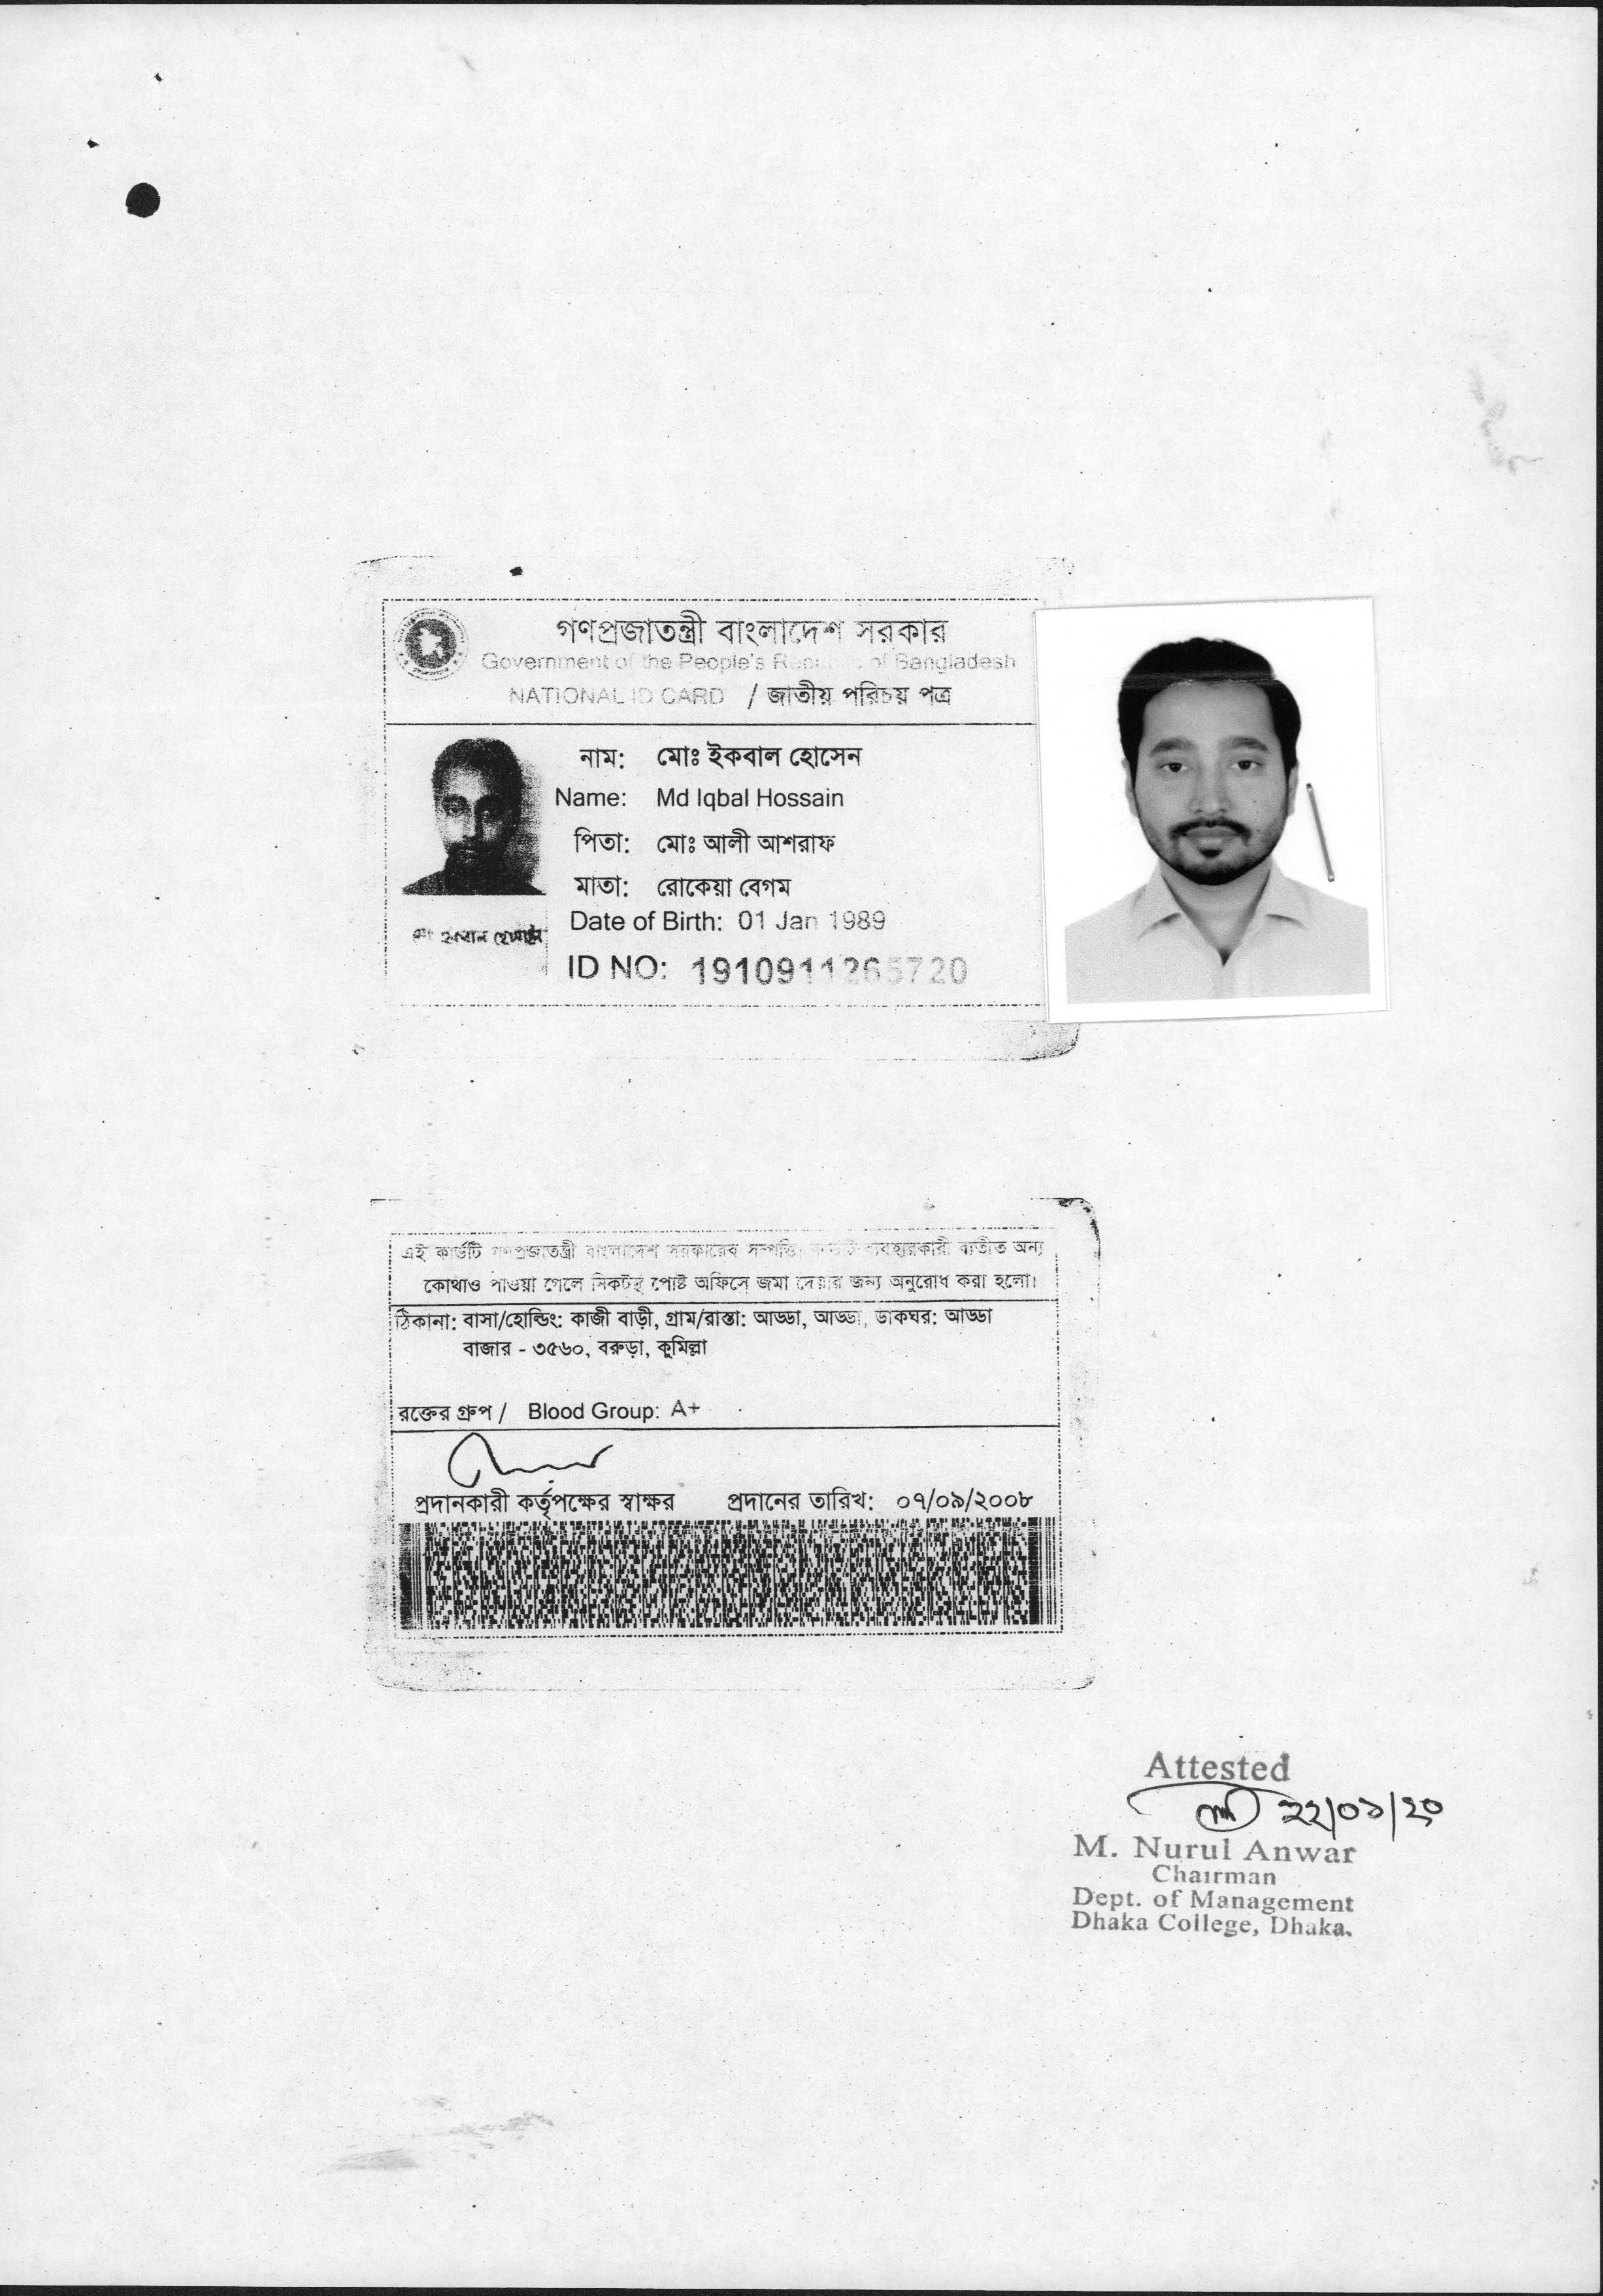 গণপ্রজাতন্ত্রী বাংলাদেশ সরকার
Government of the People's Republic of Bangladesh
NATIONAL ID CARD / জাতীয় পরিচয় পত্র
নাম: মোঃ ইকবাল হোসেন
Name: Md Iqbal Hossain
পিতা: মোঃ আলী আশরাফ
মাতা: রোকেয়া বেগম
Date of Birth: 01 Jan 1989
ID NO: 1910911265720
এই কার্ডটি গণপ্রজাতন্ত্রী বাংলাদেশ সরকারের সম্পত্তি। কার্ডটি ব্যবহারকারী ব্যতীত অন্য
কোথাও পাওয়া গেলে নিকটস্থ পোষ্ট অফিসে জমা দেয়ার জন্য অনুরোধ করা হলো।
ঠিকানা: বাসা/হোল্ডিং: কাজী বাড়ী, গ্রাম/রাস্তা: আড্ডা, আড্ডা, ডাকঘর: আড্ডা
বাজার - ৩৫৬০, বরুড়া, কুমিল্লা
রক্তের গ্রুপ / Blood Group: A+
প্রদানকারী কর্তৃপক্ষের স্বাক্ষর প্রদানের তারিখ: ০৭/০৯/২০০৮
Attested
২২/০১/২০
M. Nurul Anwar
Chairman
Dept. of Management
Dhaka College, Dhaka.